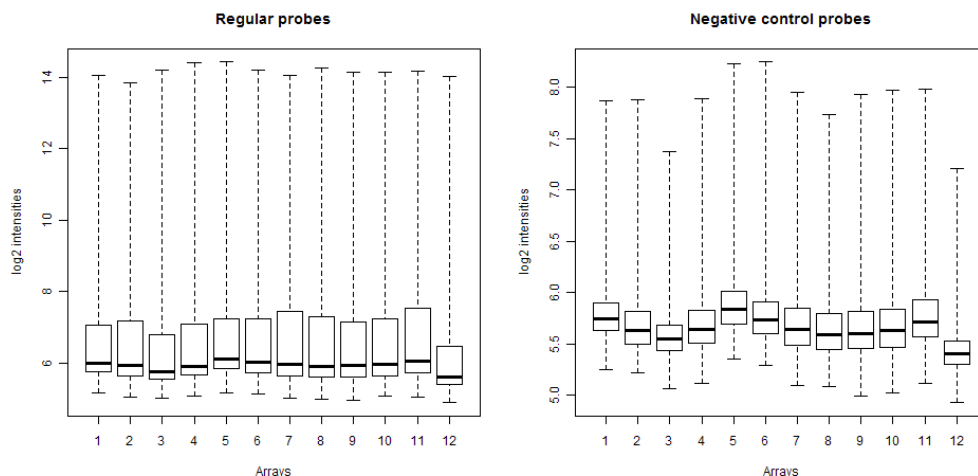 Regular probes
log2 intensities
14
12
10
8
6
1 2 3 4 5 6 7 8 9 10 11 12
Arrays
Negative control probes
log2 intensities
8.0
7.5
7.0
6.5
6.0
5.5
5.0
1 2 3 4 5 6 7 8 9 10 11 12
Arrays